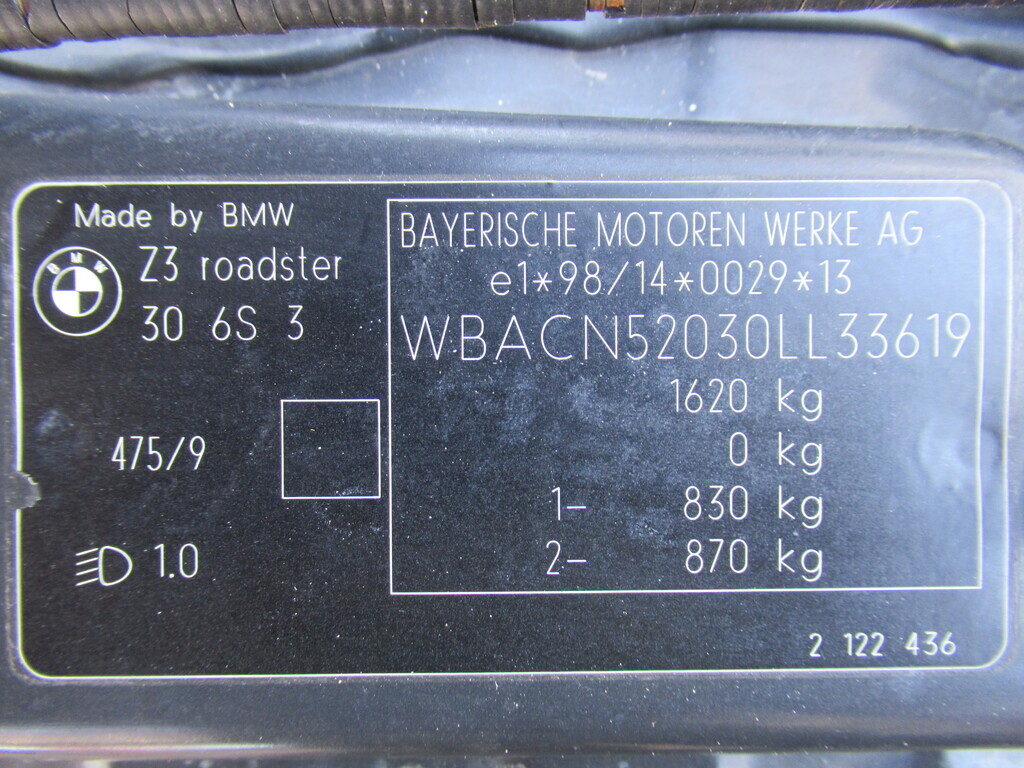 Made by BMW
BMW
Z3 roadster
30 6S 3
475/9
1.0
BAYERISCHE MOTOREN WERKE AG
e1*98/14*0029*13
WBACN52030LL33619
1620 kg
0 kg
1- 830 kg
2- 870 kg
2 122 436